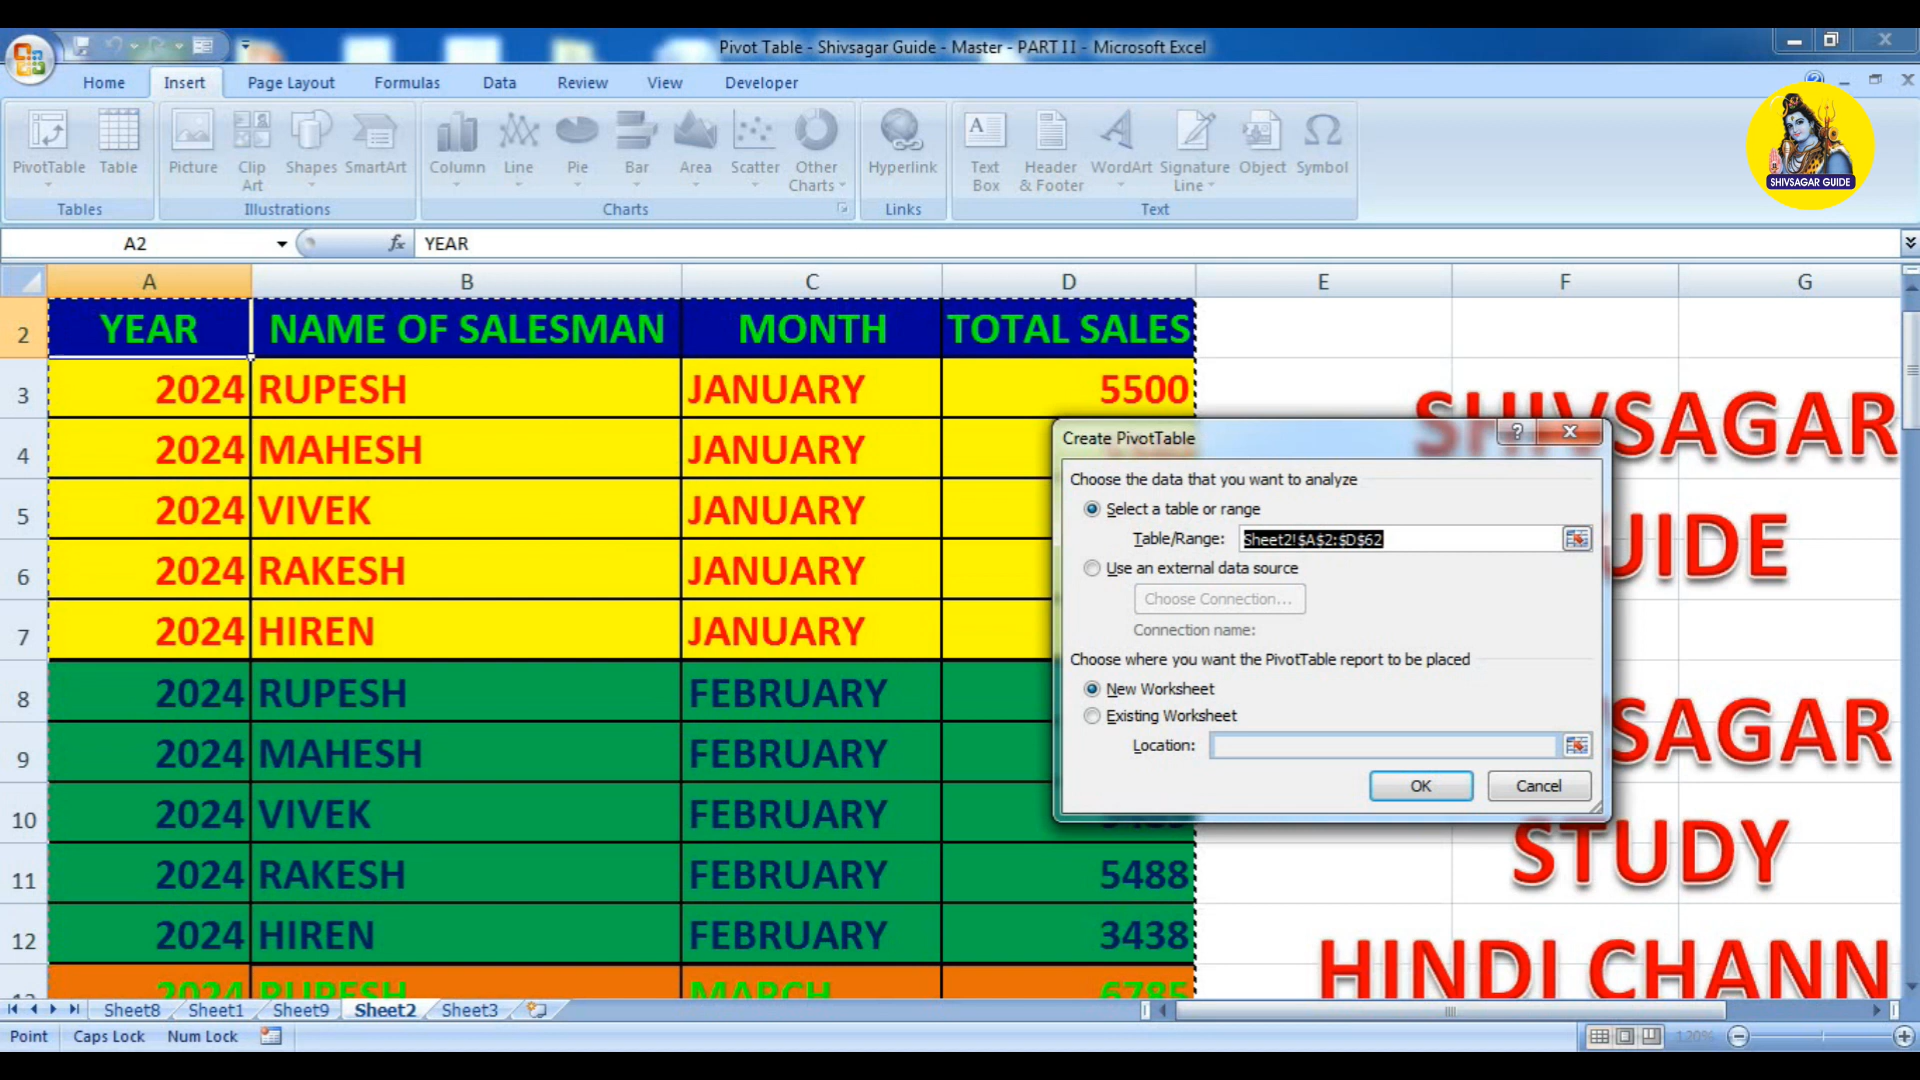 Pivot Table - Shivsagar Guide - Master - PART II - Microsoft Excel
Home Insert Page Layout Formulas Data Review View Developer
PivotTable Table Picture Clip Art Shapes SmartArt Column Line Pie Bar Area Scatter Other Charts Hyperlink Text Box Header & Footer WordArt Signature Line Object Symbol
Tables Illustrations Charts Links Text
SHIVSAGAR GUIDE
A2 fx YEAR
A B C D E F G
2 YEAR NAME OF SALESMAN MONTH TOTAL SALES
3 2024 RUPESH JANUARY 5500
4 2024 MAHESH JANUARY
5 2024 VIVEK JANUARY
6 2024 RAKESH JANUARY
7 2024 HIREN JANUARY
8 2024 RUPESH FEBRUARY
9 2024 MAHESH FEBRUARY
10 2024 VIVEK FEBRUARY
11 2024 RAKESH FEBRUARY 5488
12 2024 HIREN FEBRUARY 3438
2024 RUPESH MARCH 6785
SHIVSAGAR
GUIDE
SAGAR
STUDY
HINDI CHANN
Create PivotTable
Choose the data that you want to analyze
Select a table or range
Table/Range: Sheet2!$A$2:$D$62
Use an external data source
Choose Connection...
Connection name:
Choose where you want the PivotTable report to be placed
New Worksheet
Existing Worksheet
Location:
OK Cancel
Sheet8 Sheet1 Sheet9 Sheet2 Sheet3
Point Caps Lock Num Lock 120%